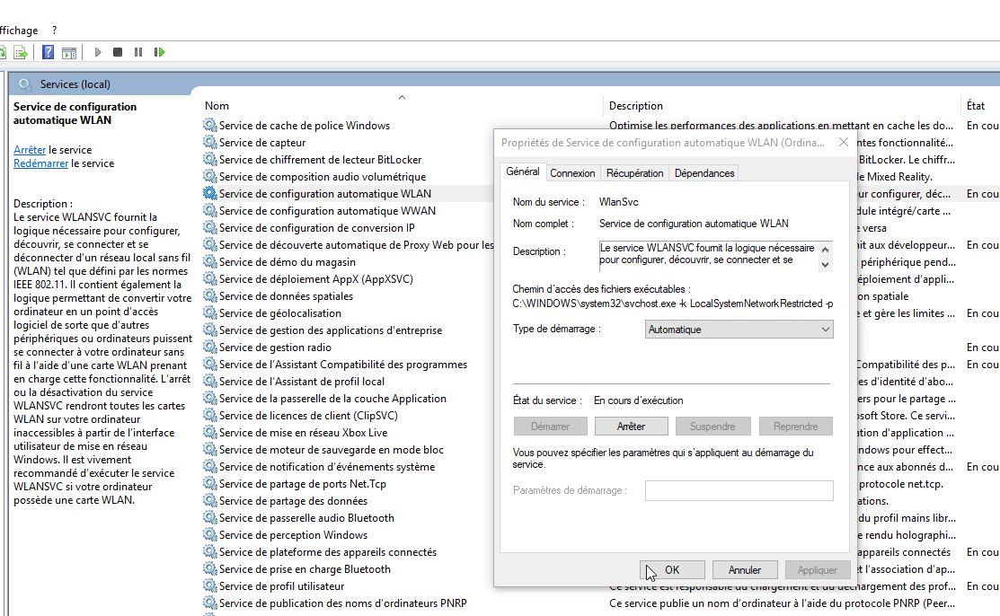 ffichage ?
Services (local)
Service de configuration
automatique WLAN
Arrêter le service
Redémarrer le service
Description :
Le service WLANSVC fournit la
logique nécessaire pour configurer,
découvrir, se connecter et se
déconnecter d'un réseau local sans fil
(WLAN) tel que défini par les normes
IEEE 802.11. Il contient également la
logique permettant de convertir votre
ordinateur en un point d'accès
logiciel de sorte que d'autres
périphériques ou ordinateurs puissent
se connecter à votre ordinateur sans
fil à l'aide d'une carte WLAN prenant
en charge cette fonctionnalité. L'arrêt
ou la désactivation du service
WLANSVC rendront toutes les cartes
WLAN sur votre ordinateur
inaccessibles à partir de l'interface
utilisateur de mise en réseau
Windows. Il est vivement
recommandé d'exécuter le service
WLANSVC si votre ordinateur
possède une carte WLAN.
Nom Description État
Service de cache de police Windows Optimise les performances des applications en mettant en cache les do... En cou
Service de capteur ntes fonctionnalité...
Service de chiffrement de lecteur BitLocker BitLocker. Le chiffr...
Service de composition audio volumétrique de Mixed Reality.
Service de configuration automatique WLAN ur configurer, déc... En cou
Service de configuration automatique WWAN dule intégré/carte ...
Service de configuration de conversion IP versa
Service de découverte automatique de Proxy Web pour les nit aux développeur... En cou
Service de démo du magasin périphérique pend...
Service de déploiement AppX (AppXSVC) éploiement d'appli...
Service de données spatiales on spatiale
Service de géolocalisation e et gère les limites ... En cou
Service de gestion des applications d'entreprise
Service de gestion radio En cou
Service de l'Assistant Compatibilité des programmes Compatibilité des p... En cou
Service de l'Assistant de profil local es d'identité d'abo...
Service de la passerelle de la couche Application ers pour le partage ...
Service de licences de client (ClipSVC) osoft Store. Ce servi...
Service de mise en réseau Xbox Live ation d'application ...
Service de moteur de sauvegarde en mode bloc ndows pour effect...
Service de notification d'événements système nce aux abonnés d... En cou
Service de partage de ports Net.Tcp protocole net.tcp.
Service de partage des données ations.
Service de passerelle audio Bluetooth du profil mains libr...
Service de perception Windows e rendu holographi...
Service de plateforme des appareils connectés appareils connectés En cou
Service de prise en charge Bluetooth t l'association d'ap...
Service de profil utilisateur Ce service est responsable du chargement et du déchargement des prof... En cou
Service de publication des noms d'ordinateurs PNRP Ce service publie un nom d'ordinateur à l'aide du protocole PNRP (Peer...
Propriétés de Service de configuration automatique WLAN (Ordina...
Général Connexion Récupération Dépendances
Nom du service : WlanSvc
Nom complet : Service de configuration automatique WLAN
Description : Le service WLANSVC fournit la logique nécessaire
pour configurer, découvrir, se connecter et se
Chemin d'accès des fichiers exécutables :
C:\WINDOWS\system32\svchost.exe -k LocalSystemNetworkRestricted -p
Type de démarrage : Automatique
État du service : En cours d'exécution
Démarrer Arrêter Suspendre Reprendre
Vous pouvez spécifier les paramètres qui s'appliquent au démarrage du
service.
Paramètres de démarrage :
OK Annuler Appliquer